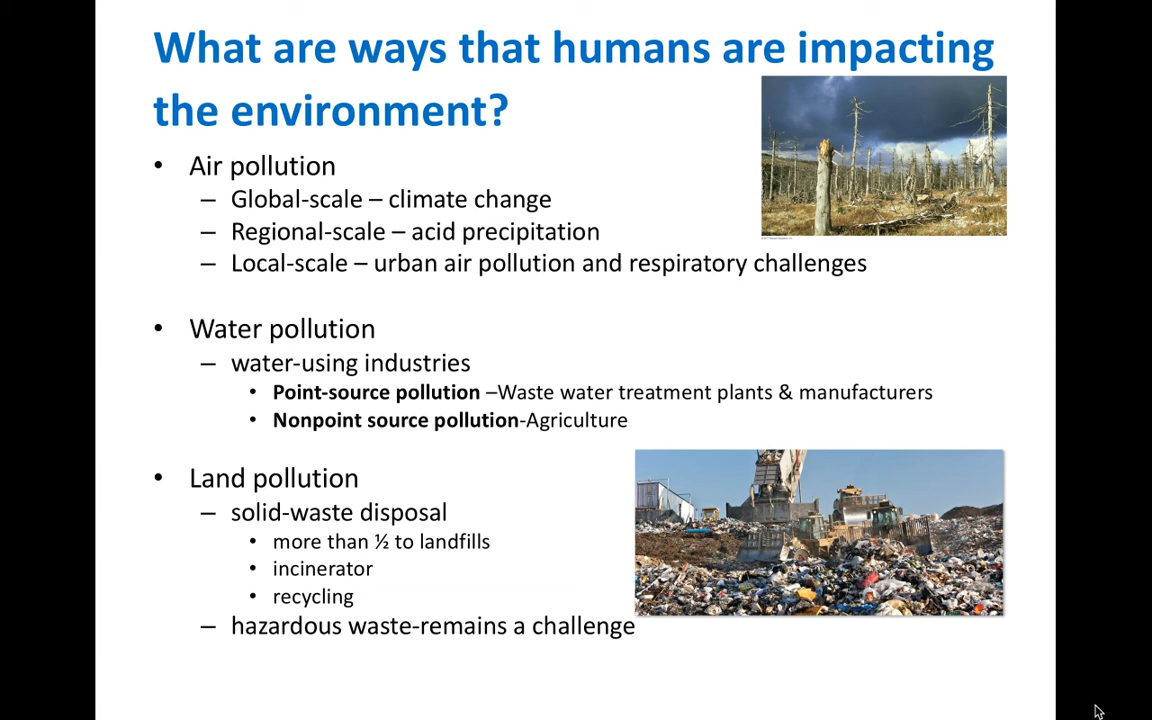 What are ways that humans are impacting
the environment?
• Air pollution
– Global-scale – climate change
– Regional-scale – acid precipitation
– Local-scale – urban air pollution and respiratory challenges
• Water pollution
– water-using industries
• Point-source pollution –Waste water treatment plants & manufacturers
• Nonpoint source pollution-Agriculture
• Land pollution
– solid-waste disposal
• more than ½ to landfills
• incinerator
• recycling
– hazardous waste-remains a challenge